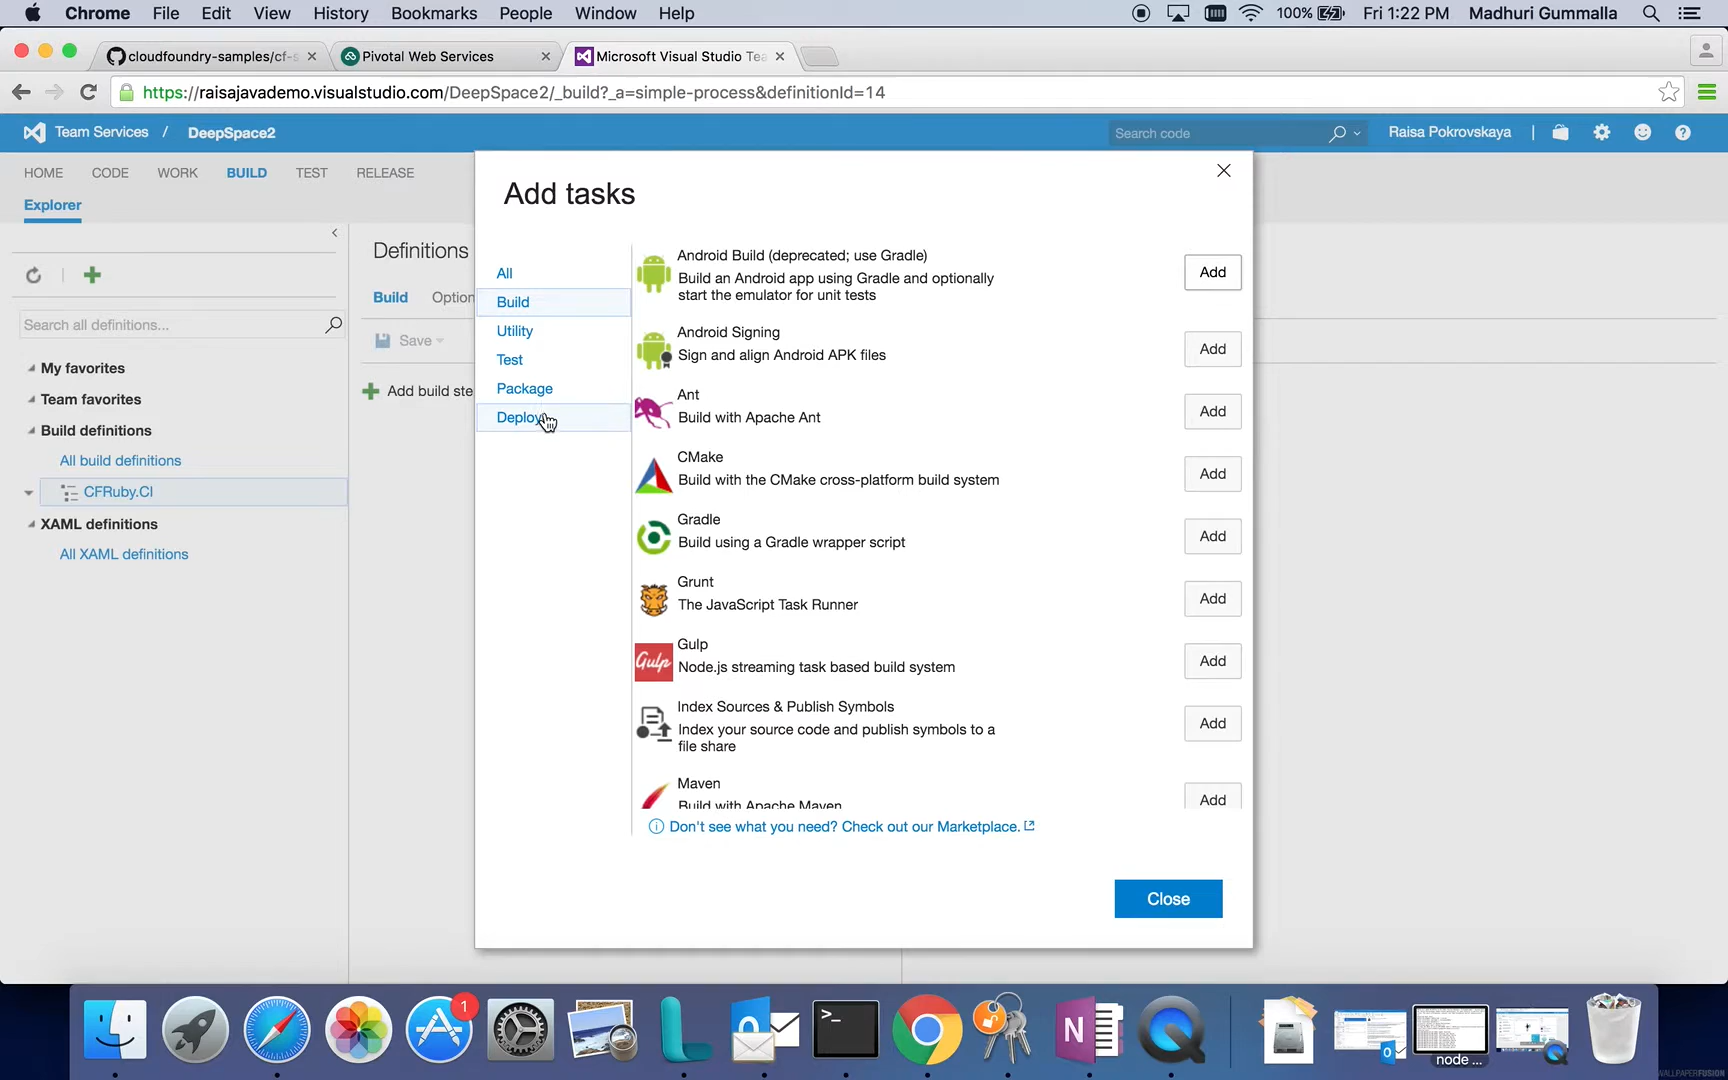 Chrome File Edit View History Bookmarks People Window Help 100% Fri 1:22 PM Madhuri Gummalla
cloudfoundry-samples/cf-s Pivotal Web Services Microsoft Visual Studio Tea
https://raisajavademo.visualstudio.com/DeepSpace2/_build?_a=simple-process&definitionId=14
Team Services / DeepSpace2 Search code Raisa Pokrovskaya
HOME CODE WORK BUILD TEST RELEASE
Explorer
Search all definitions...
My favorites
Team favorites
Build definitions
All build definitions
CFRuby.CI
XAML definitions
All XAML definitions
Definitions
Build Option
Save
Add build ste
Add tasks
All
Build
Utility
Test
Package
Deploy
Android Build (deprecated; use Gradle)
Build an Android app using Gradle and optionally
start the emulator for unit tests
Add
Android Signing
Sign and align Android APK files
Add
Ant
Build with Apache Ant
Add
CMake
Build with the CMake cross-platform build system
Add
Gradle
Build using a Gradle wrapper script
Add
Grunt
The JavaScript Task Runner
Add
Gulp
Gulp
Node.js streaming task based build system
Add
Index Sources & Publish Symbols
Index your source code and publish symbols to a
file share
Add
Maven
Build with Apache Maven
Add
Don't see what you need? Check out our Marketplace.
Close
1
node ...
WALLPAPERFUSION